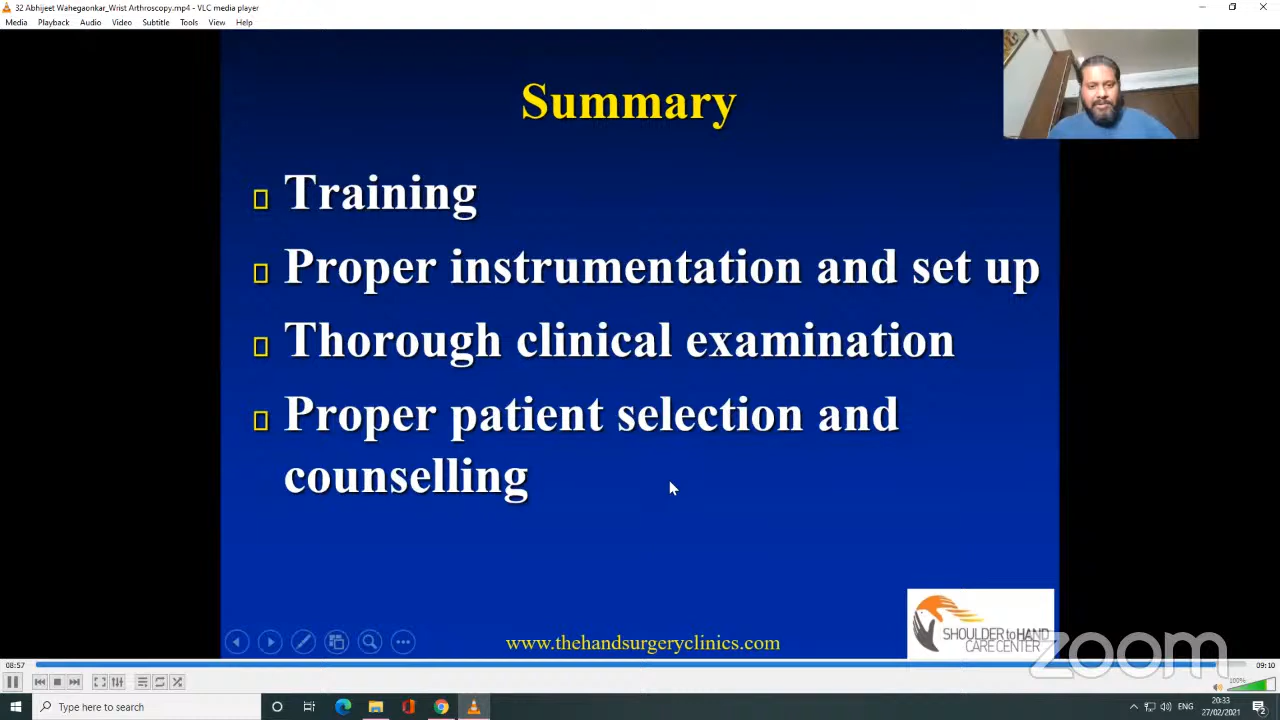 32 Abhijeet Wahegaonkar_Wrist Arthroscopy.mp4 - VLC media player
Media Playback Audio Video Subtitle Tools View Help
Summary
Training
Proper instrumentation and set up
Thorough clinical examination
Proper patient selection and
counselling
www.thehandsurgeryclinics.com
SHOULDER to HAND
CARE CENTER
zoom
08:57
09:10
100%
Type here to search
ENG
20:33
27/02/2021
2